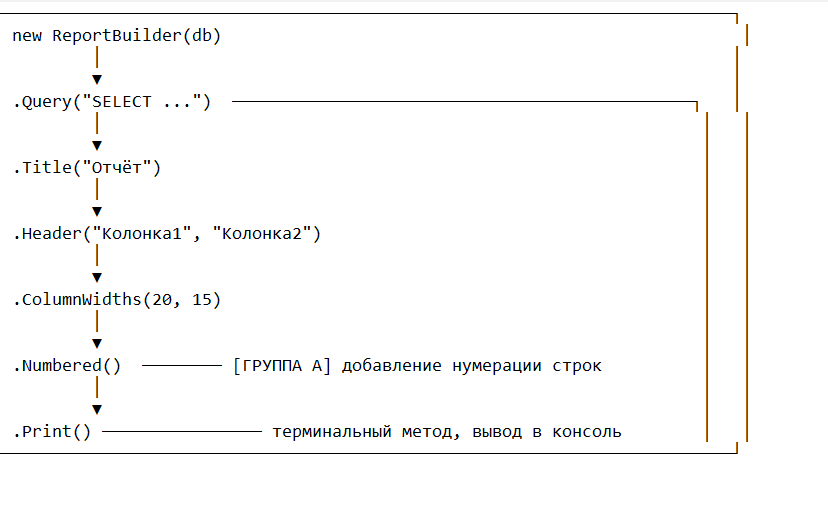 new ReportBuilder(db)
.Query("SELECT ...")
.Title("Отчёт")
.Header("Колонка1", "Колонка2")
.ColumnWidths(20, 15)
.Numbered() [ГРУППА A] добавление нумерации строк
.Print() терминальный метод, вывод в консоль